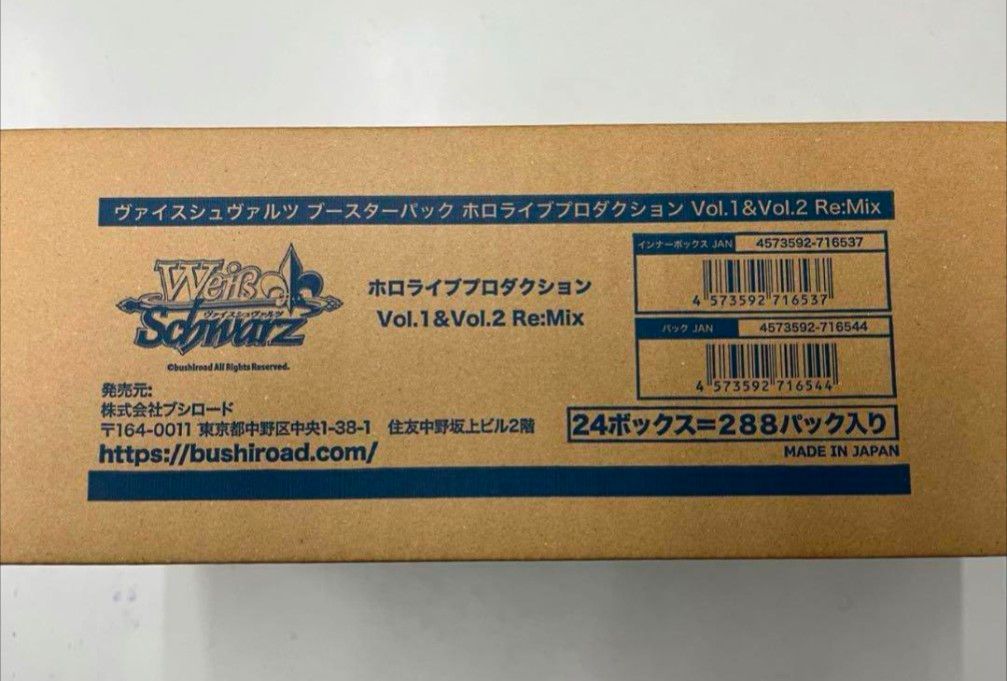 ヴァイスシュヴァルツ ブースターパック ホロライブプロダクション Vol.1&Vol.2 Re:Mix
Weiß
ヴァイスシュヴァルツ
Schwarz
©bushiroad All Rights Reserved.
ホロライブプロダクション
Vol.1&Vol.2 Re:Mix
インナーボックス JAN 4573592-716537
4 573592 716537
パック JAN 4573592-716544
4 573592 716544
発売元:
株式会社ブシロード
〒164-0011 東京都中野区中央1-38-1 住友中野坂上ビル2階
https://bushiroad.com/
24ボックス=288パック入り
MADE IN JAPAN